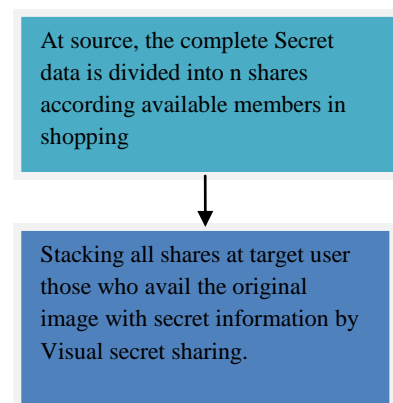 At source, the complete Secret
data is divided into n shares
according available members in
shopping
Stacking all shares at target user
those who avail the original
image with secret information by
Visual secret sharing.